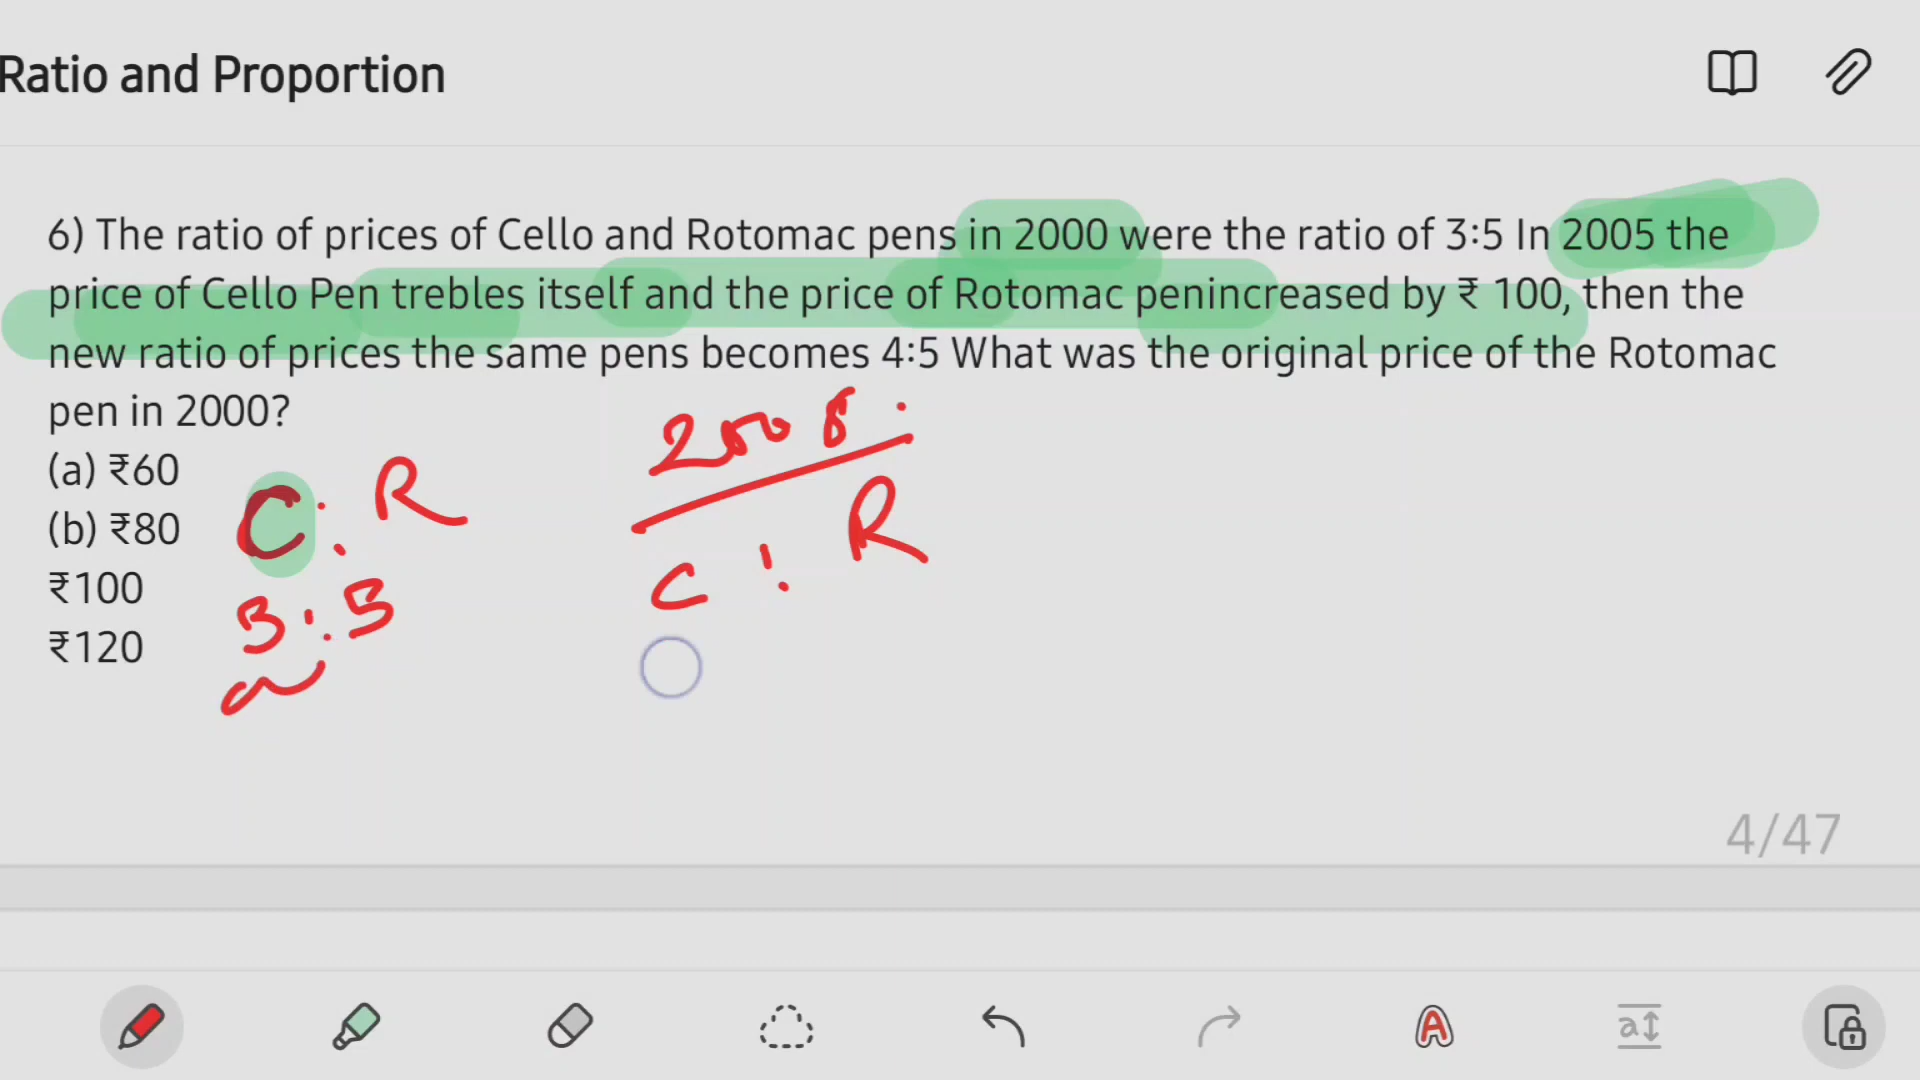 Ratio and Proportion
6) The ratio of prices of Cello and Rotomac pens in 2000 were the ratio of 3:5 In 2005 the
price of Cello Pen trebles itself and the price of Rotomac penincreased by ₹ 100, then the
new ratio of prices the same pens becomes 4:5 What was the original price of the Rotomac
pen in 2000?
(a) ₹60
(b) ₹80
₹100
₹120
C : R
3 : 5
2005
C : R
4/47
A
a